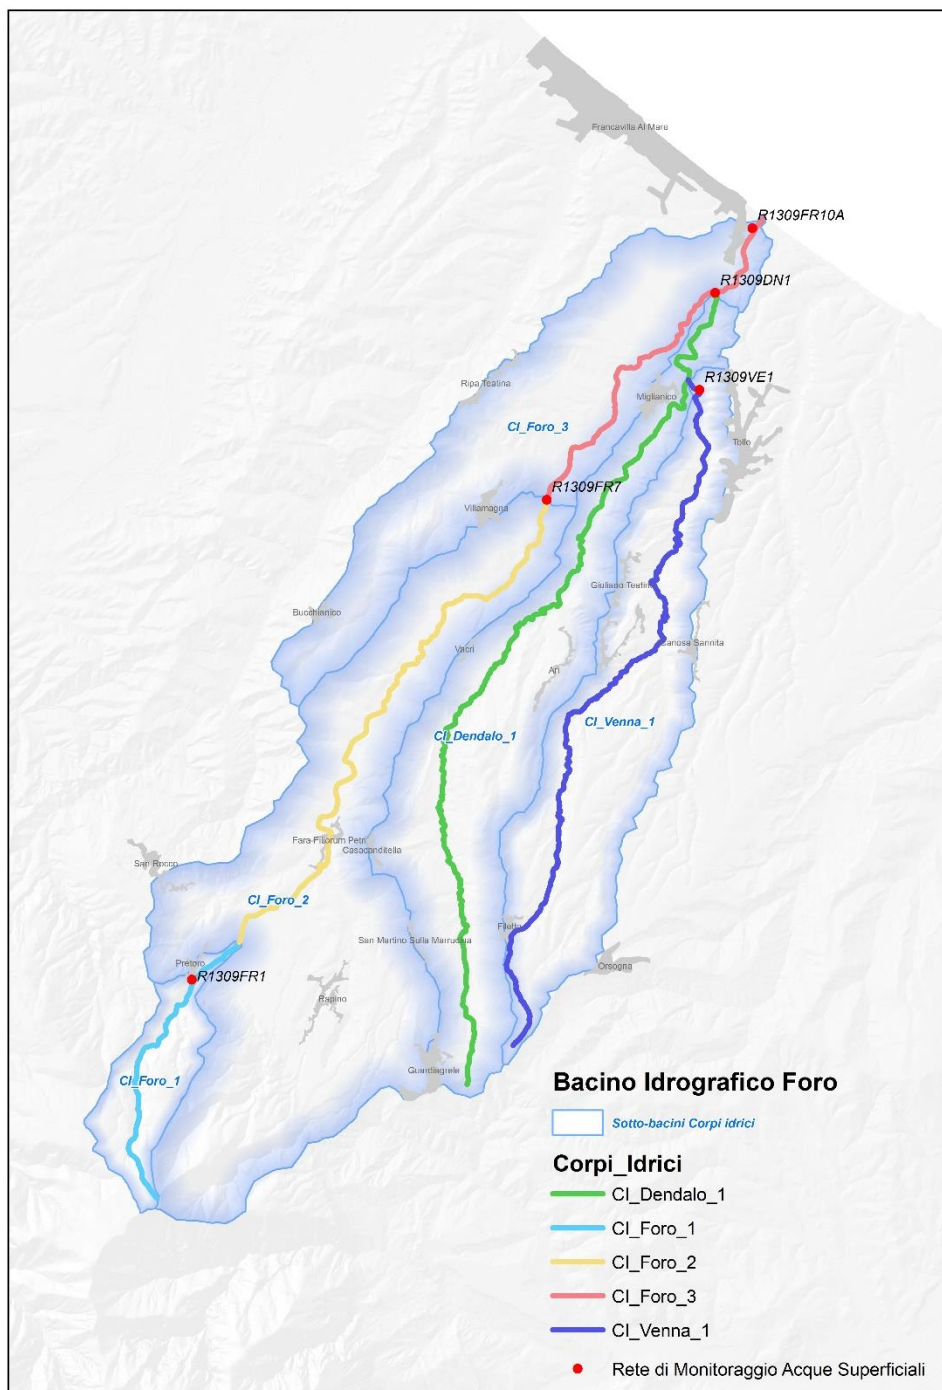 Francavilla Al Mare
R1309FR10A
R1309DN1
Ripa Teatina
R1309VE1
Miglianico
CI_Foro_3
Tollo
R1309FR7
Villamagna
Giuliano Teatino
Bucchianico
Canosa Sannita
Vacri
Ari
CI_Venna_1
CI_Dendalo_1
Fara Filiorum Petri
Casacanditella
San Rocco
CI_Foro_2
Filetto
San Martino Sulla Marrucina
Pretoro
Orsogna
R1309FR1
Rapino
Guardiagrele
CI_Foro_1
Bacino Idrografico Foro
Sotto-bacini Corpi idrici
Corpi_Idrici
CI_Dendalo_1
CI_Foro_1
CI_Foro_2
CI_Foro_3
CI_Venna_1
Rete di Monitoraggio Acque Superficiali